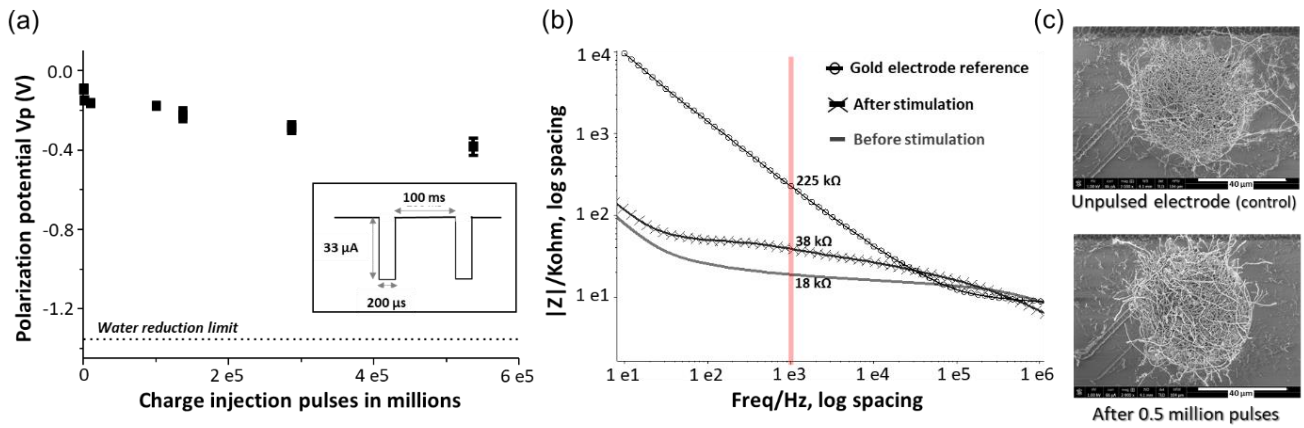 (a)
Polarization potential Vp (V)
0.0
-0.4
-0.8
-1.2
100 ms
33 µA
200 µs
Water reduction limit
0
2 e5
4 e5
6 e5
Charge injection pulses in millions
(b)
|Z|/Kohm, log spacing
1 e4
1 e3
1 e2
1 e1
Gold electrode reference
After stimulation
Before stimulation
225 kΩ
38 kΩ
18 kΩ
1 e1
1 e2
1 e3
1 e4
1 e5
1 e6
Freq/Hz, log spacing
(c)
40 µm
Unpulsed electrode (control)
40 µm
After 0.5 million pulses